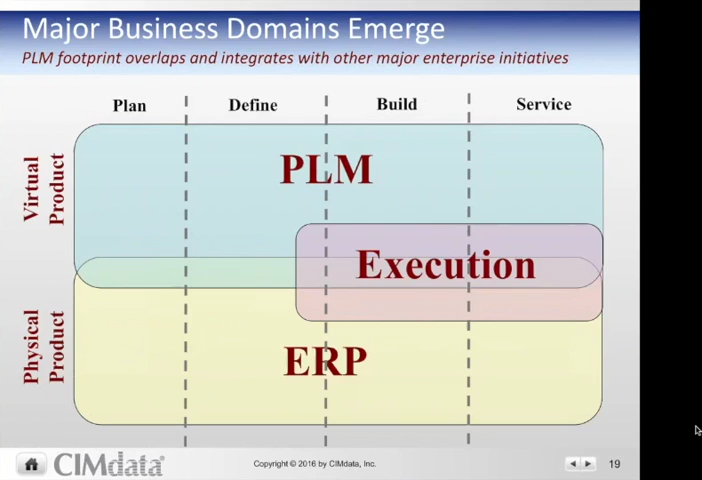 Major Business Domains Emerge
PLM footprint overlaps and integrates with other major enterprise initiatives
Plan Define Build Service
Virtual
Product
PLM
Execution
Physical
Product
ERP
CIMdata®
Copyright © 2016 by CIMdata, Inc.
19